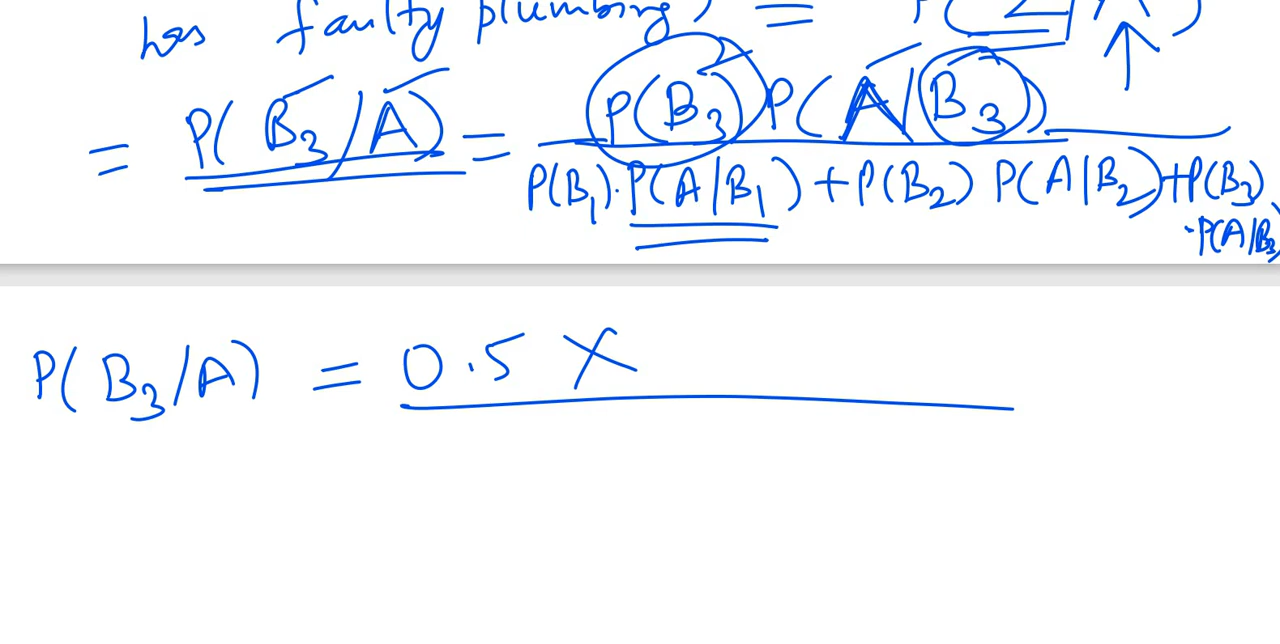 has faulty plumbing) = P( Z/A )
= P( B3/A) = P(B3) P( A/B3)
P(B1)·P(A/B1) + P(B2) P(A|B2)+P(B3)
·P(A/B3)
P( B3/A) = 0.5 X